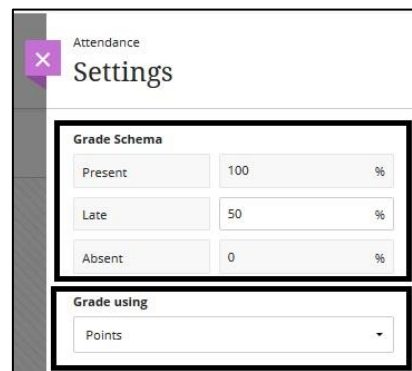 Attendance
Settings
Grade Schema
Present 100 %
Late 50 %
Absent 0 %
Grade using
Points